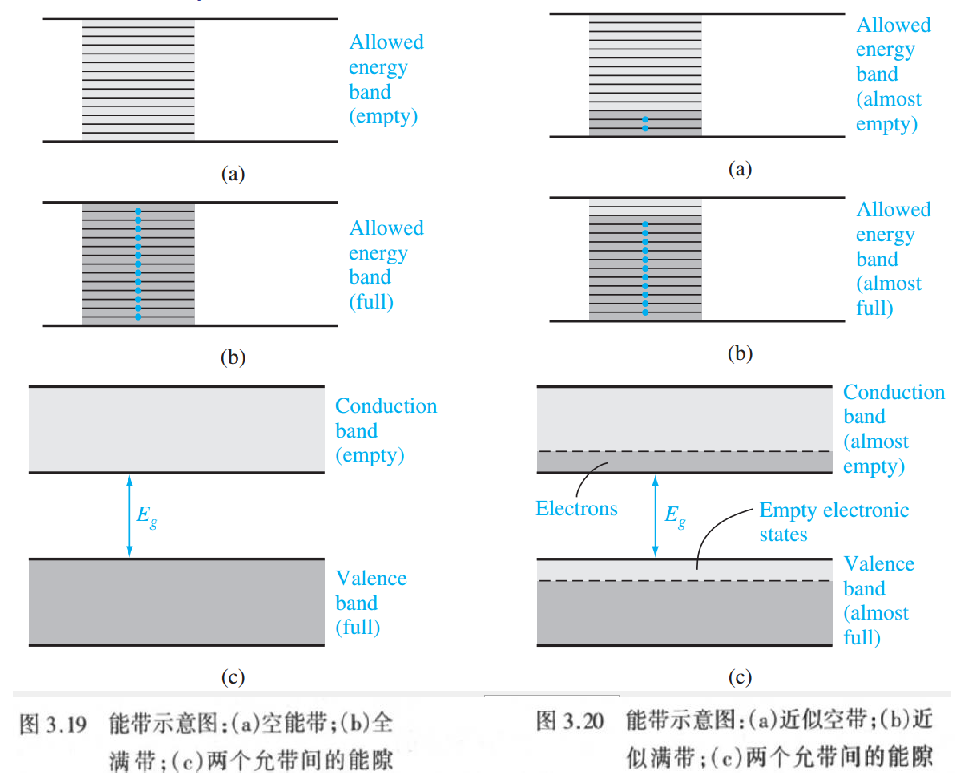 Allowed
energy
band
(empty)
(a)
Allowed
energy
band
(full)
(b)
Conduction
band
(empty)
E_g
Valence
band
(full)
(c)
图 3.19 能带示意图:(a)空能带;(b)全
满带;(c)两个允带间的能隙
Allowed
energy
band
(almost
empty)
(a)
Allowed
energy
band
(almost
full)
(b)
Conduction
band
(almost
empty)
Electrons
E_g
Empty electronic
states
Valence
band
(almost
full)
(c)
图 3.20 能带示意图:(a)近似空带;(b)近
似满带;(c)两个允带间的能隙